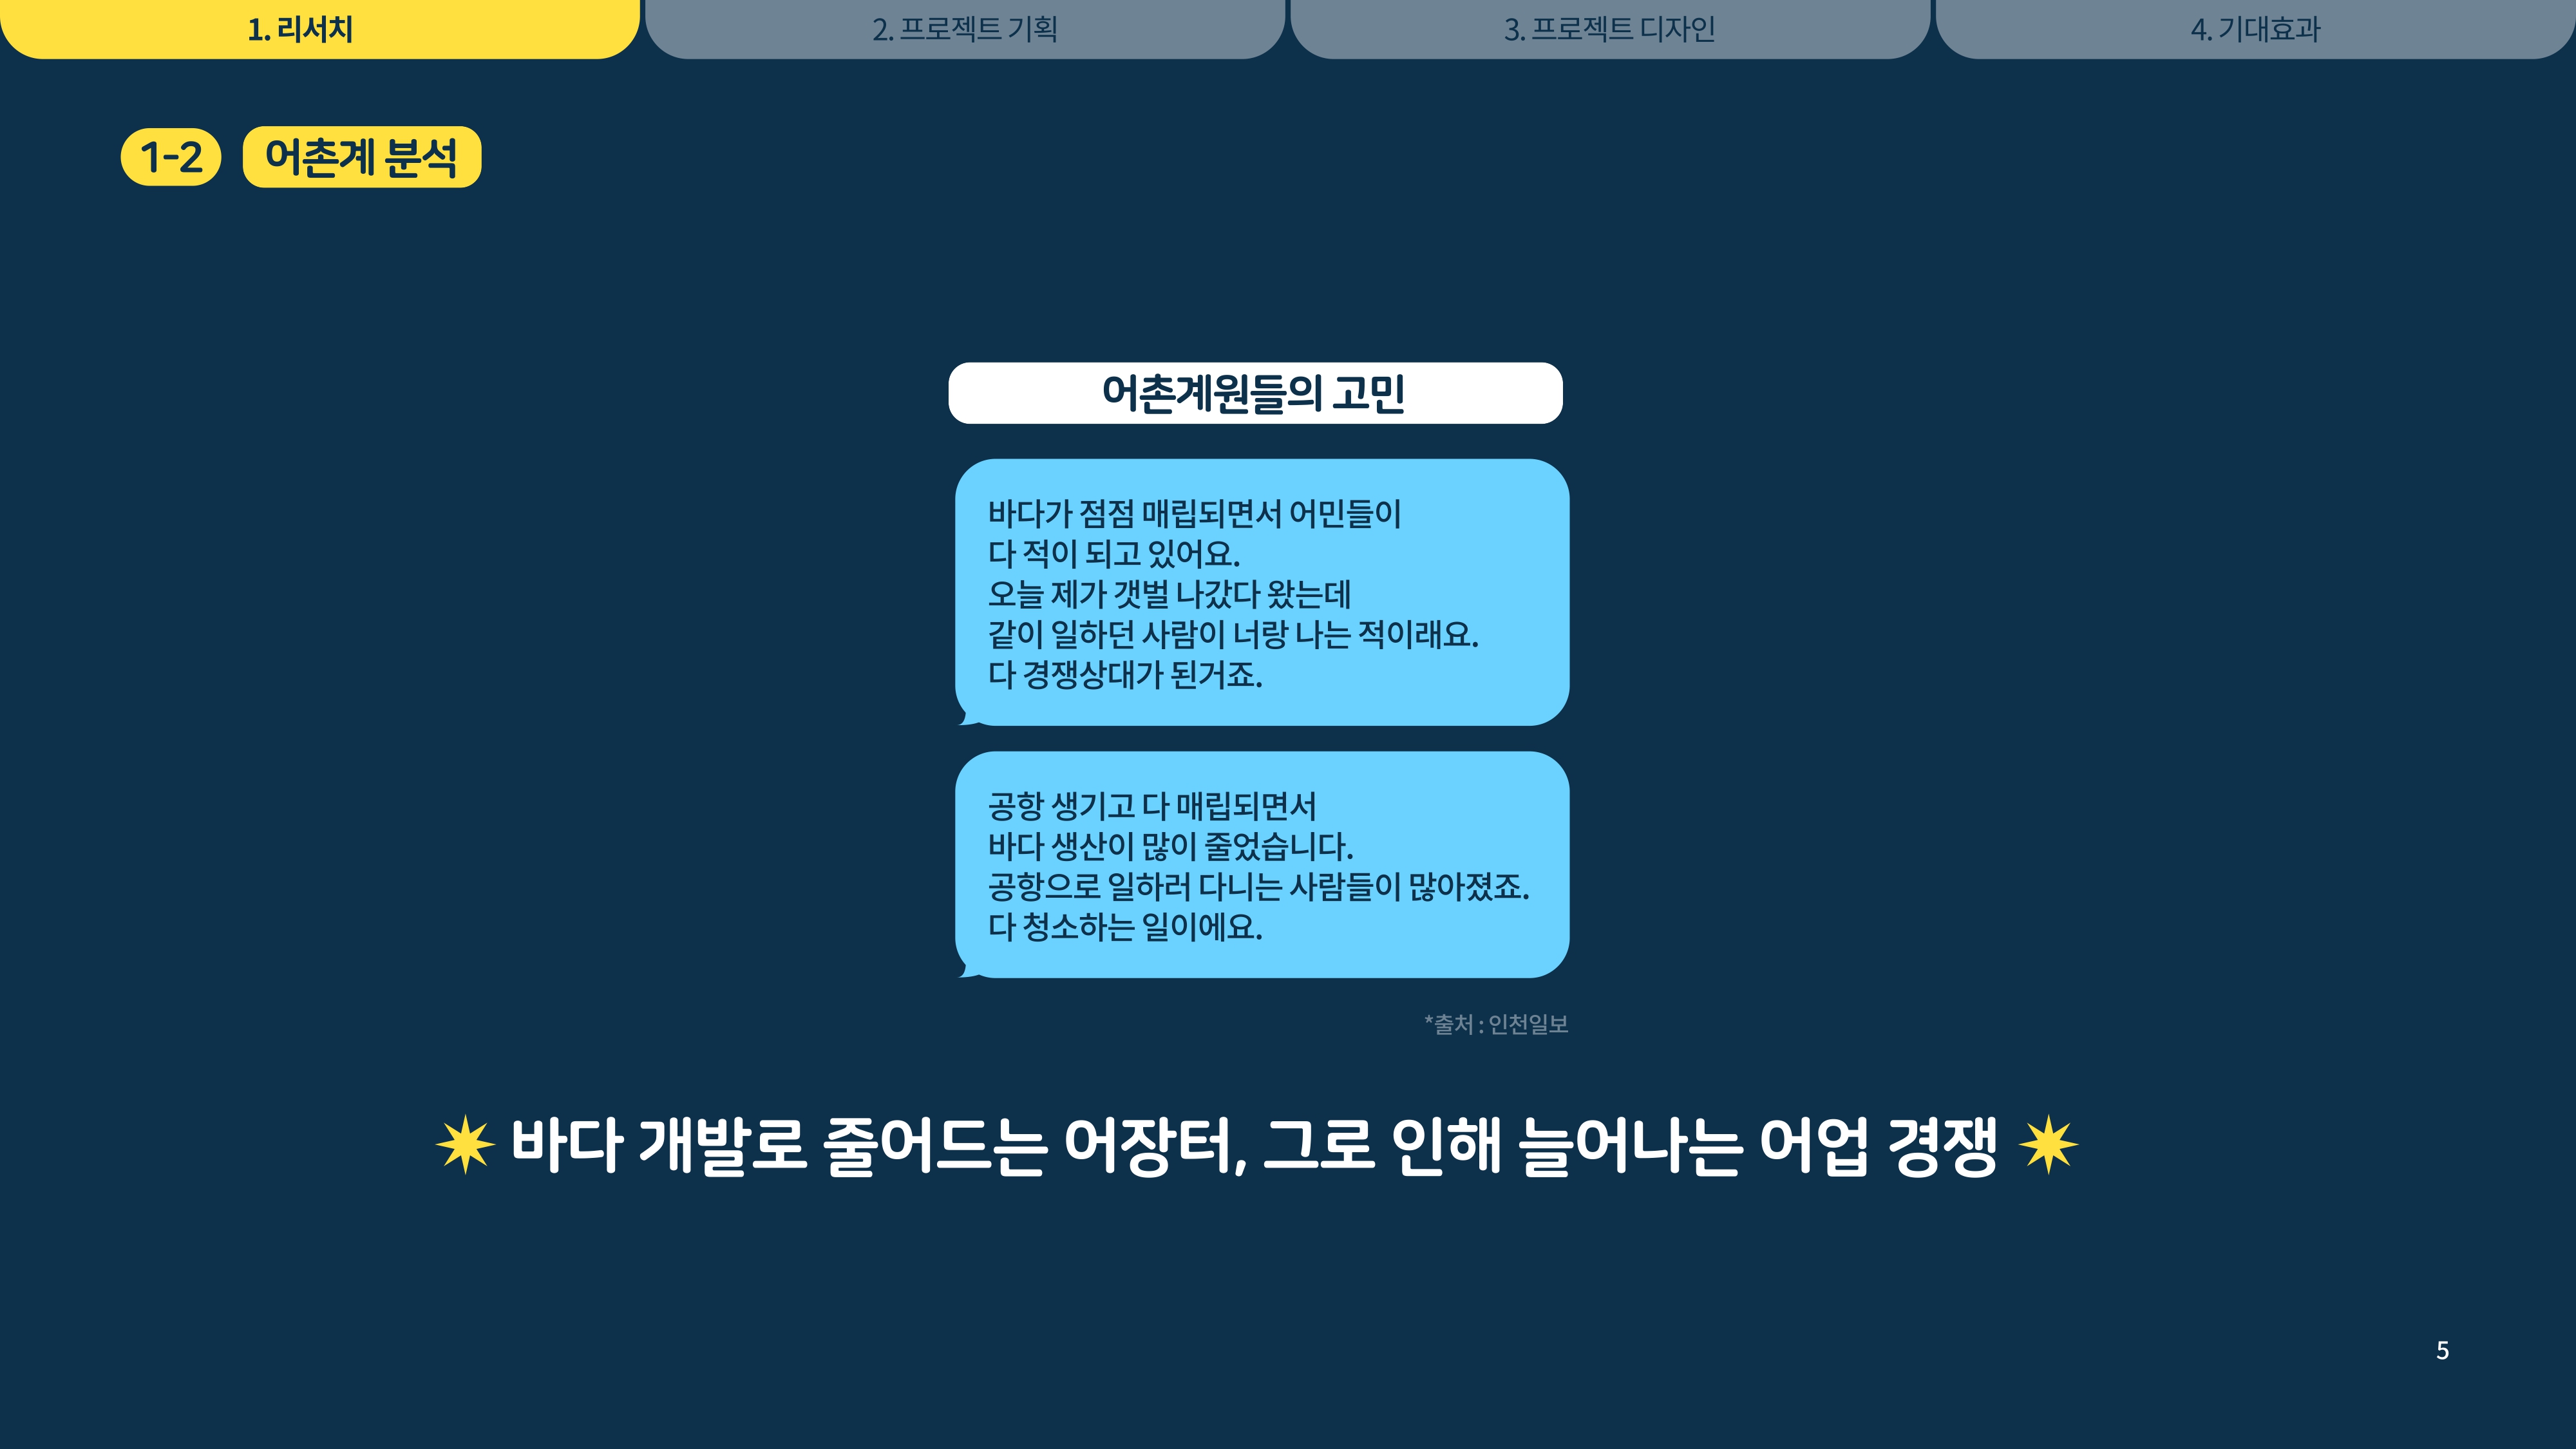 1. 리서치
2. 프로젝트 기획
3. 프로젝트 디자인
4. 기대효과
1-2 어촌계 분석
어촌계원들의 고민
바다가 점점 매립되면서 어민들이
다 적이 되고 있어요.
오늘 제가 갯벌 나갔다 왔는데
같이 일하던 사람이 너랑 나는 적이래요.
다 경쟁상대가 된거죠.
공항 생기고 다 매립되면서
바다 생산이 많이 줄었습니다.
공항으로 일하러 다니는 사람들이 많아졌죠.
다 청소하는 일이에요.
*출처 : 인천일보
바다 개발로 줄어드는 어장터, 그로 인해 늘어나는 어업 경쟁
5